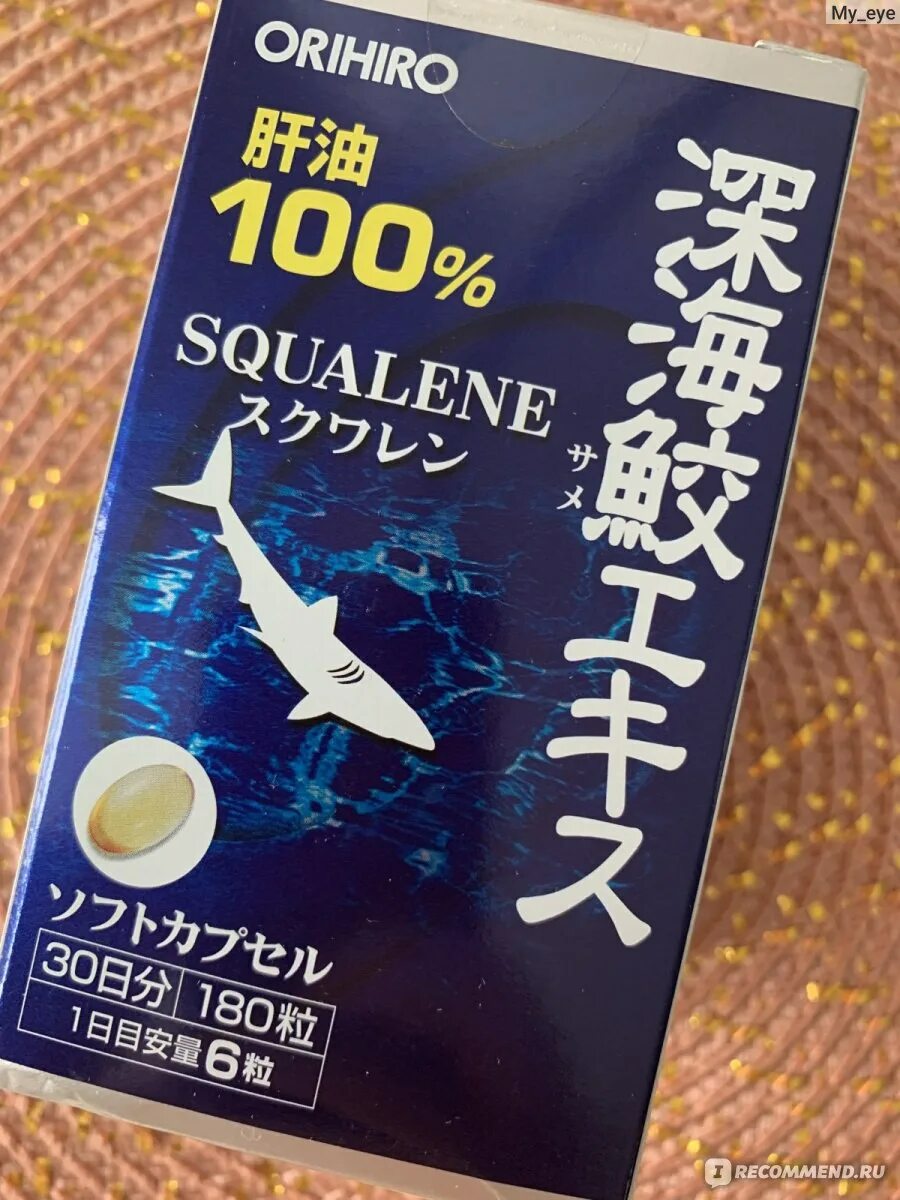 My_eye
ORIHIRO
肝油
100%
SQUALENE
スクワレン
深海鮫エキス
サメ
ソフトカプセル
30日分 180粒
1日目安量6粒
IRECOMMEND.RU